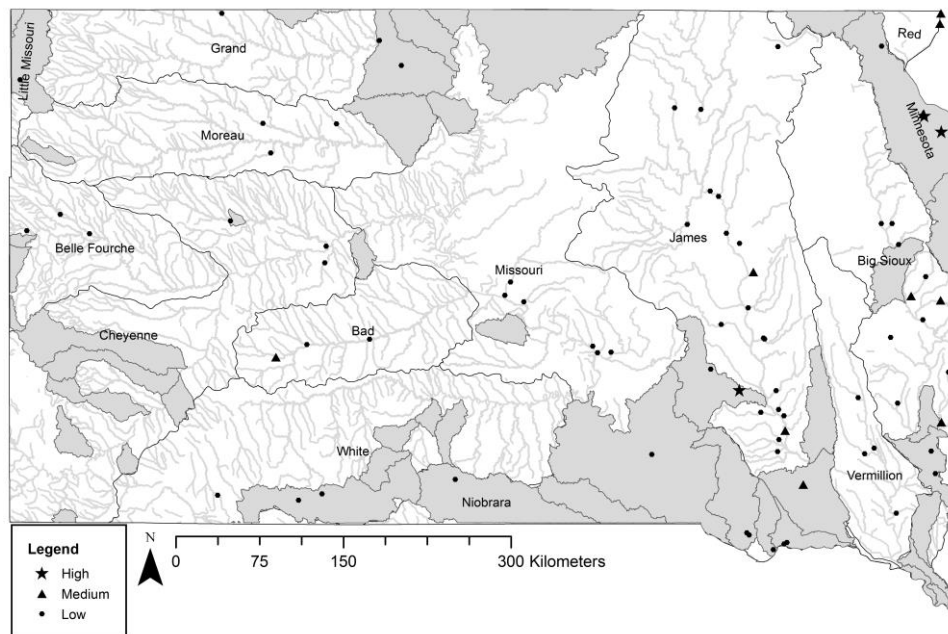 Grand
Little Missouri
Red
Minnesota
Moreau
Belle Fourche
James
Big Sioux
Missouri
Cheyenne
Bad
White
Niobrara
Vermillion
Legend
High
Medium
Low
N
0 75 150 300 Kilometers